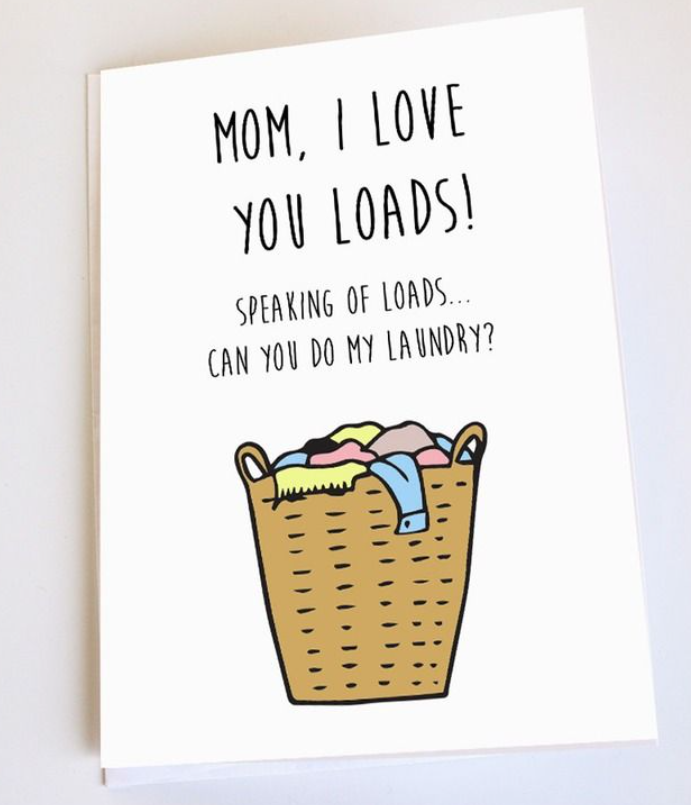 MOM, I LOVE
YOU LOADS!
SPEAKING OF LOADS...
CAN YOU DO MY LAUNDRY?